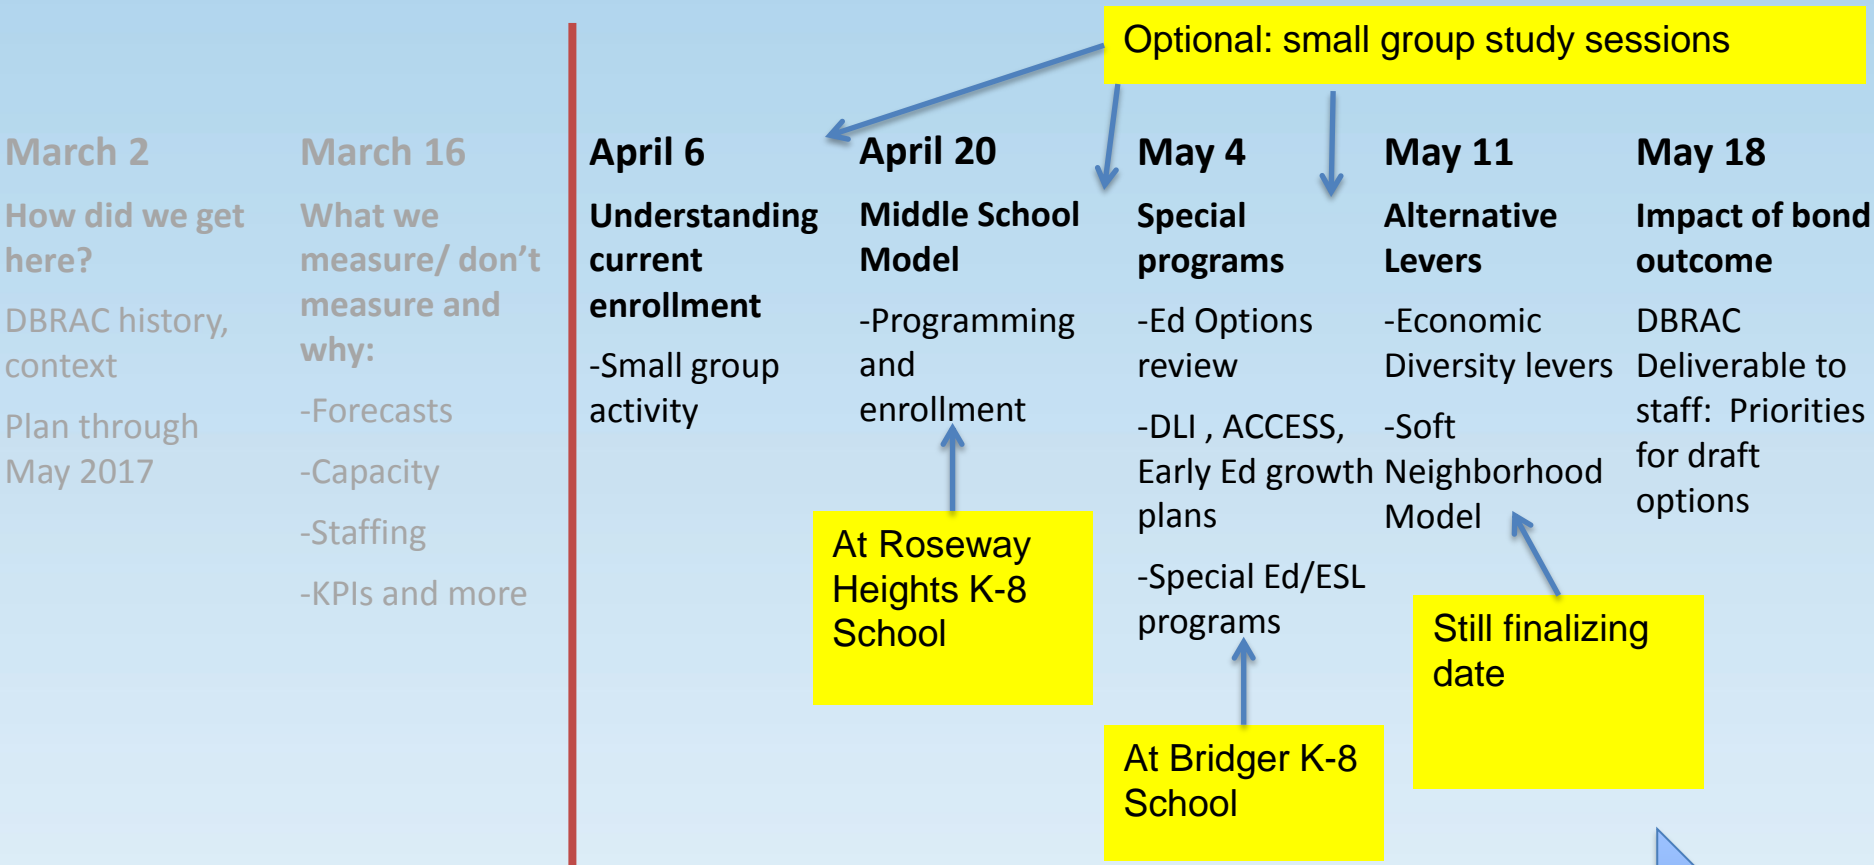 Optional: small group study sessions
March 2
How did we get
here?
DBRAC history,
context
Plan through
May 2017
March 16
What we
measure/ don't
measure and
why:
-Forecasts
-Capacity
-Staffing
-KPIs and more
April 6
Understanding
current
enrollment
-Small group
activity
April 20
Middle School
Model
-Programming
and
enrollment
At Roseway
Heights K-8
School
May 4
Special
programs
-Ed Options
review
-DLI , ACCESS,
Early Ed growth
plans
-Special Ed/ESL
programs
At Bridger K-8
School
May 11
Alternative
Levers
-Economic
Diversity levers
-Soft
Neighborhood
Model
Still finalizing
date
May 18
Impact of bond
outcome
DBRAC
Deliverable to
staff:  Priorities
for draft
options